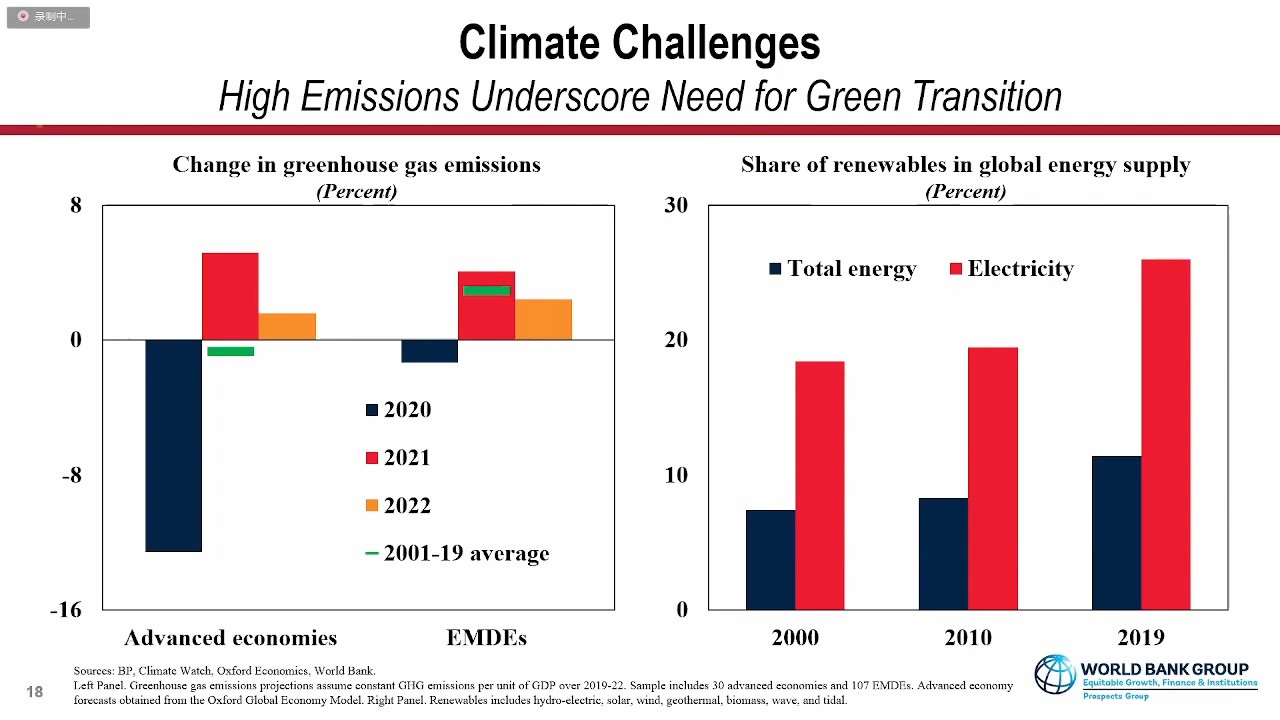 录制中...
Climate Challenges
High Emissions Underscore Need for Green Transition
Change in greenhouse gas emissions
(Percent)
8
0
-8
-16
2020
2021
2022
2001-19 average
Advanced economies
EMDEs
Share of renewables in global energy supply
(Percent)
30
20
10
0
Total energy
Electricity
2000
2010
2019
Sources: BP, Climate Watch, Oxford Economics, World Bank.
Left Panel. Greenhouse gas emissions projections assume constant GHG emissions per unit of GDP over 2019-22. Sample includes 30 advanced economies and 107 EMDEs. Advanced economy
forecasts obtained from the Oxford Global Economy Model. Right Panel. Renewables includes hydro-electric, solar, wind, geothermal, biomass, wave, and tidal.
18
WORLD BANK GROUP
Equitable Growth, Finance & Institutions
Prospects Group